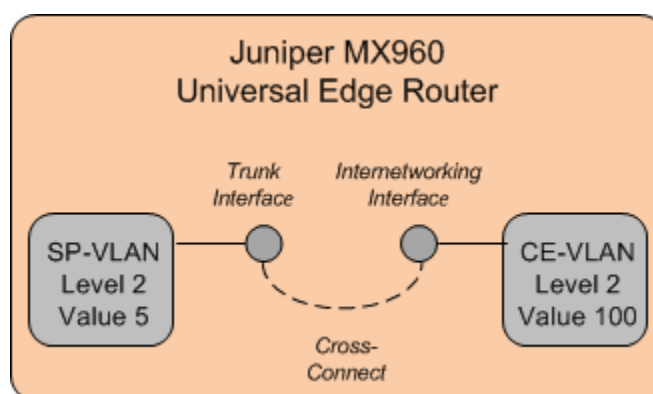 Juniper MX960
Universal Edge Router
Trunk
Interface
Internetworking
Interface
SP-VLAN
Level 2
Value 5
CE-VLAN
Level 2
Value 100
Cross-
Connect